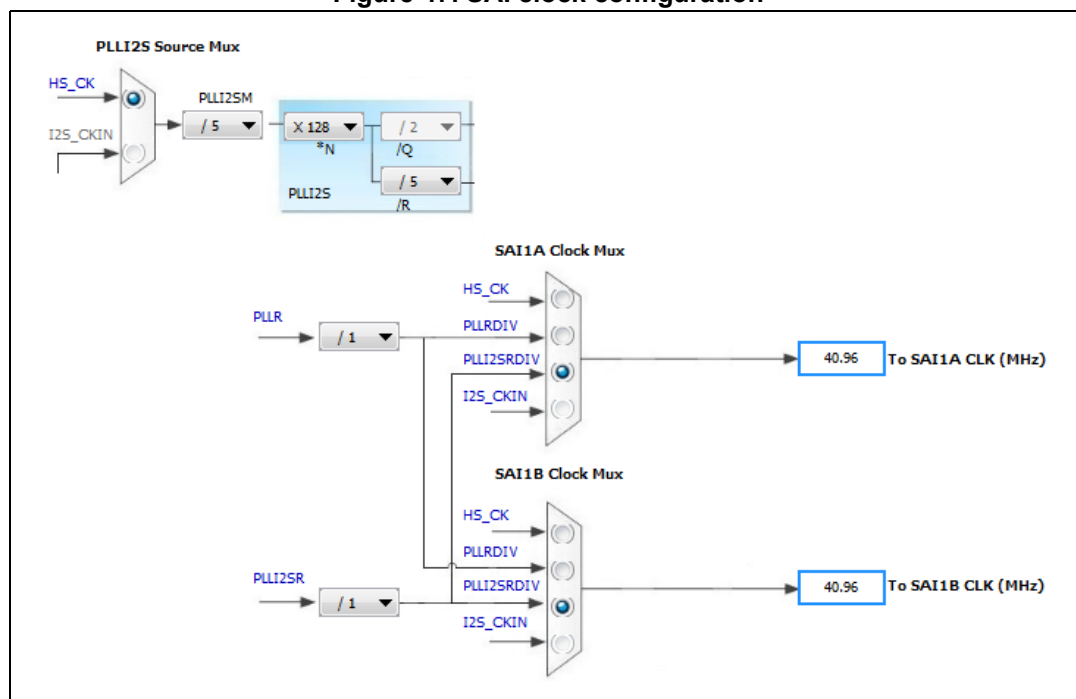 PLLI2S Source Mux
HS_CK
PLLI2SM
/ 5
X 128
/ 2
I2S_CKIN
*N
/Q
/ 5
PLLI2S
/R
SAI1A Clock Mux
HS_CK
PLLR
/ 1
PLLRDIV
PLLI2SRDIV
40.96
To SAI1A CLK (MHz)
I2S_CKIN
SAI1B Clock Mux
HS_CK
PLLRDIV
PLLI2SR
/ 1
PLLI2SRDIV
40.96
To SAI1B CLK (MHz)
I2S_CKIN